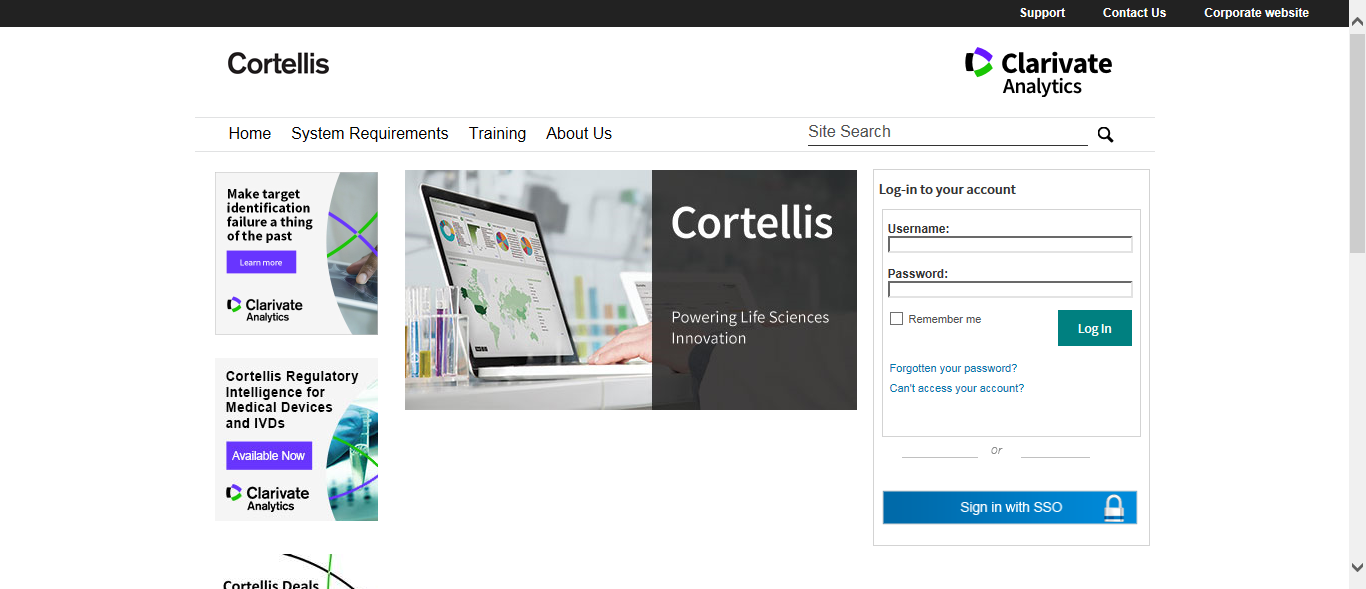 Support Contact Us Corporate website
Cortellis
Clarivate
Analytics
Home System Requirements Training About Us Site Search
Make target
identification
failure a thing
of the past
Learn more
Clarivate
Analytics
Cortellis Regulatory
Intelligence for
Medical Devices
and IVDs
Available Now
Clarivate
Analytics
Cortellis Deals
Cortellis
Powering Life Sciences
Innovation
Log-in to your account
Username:
Password:
Remember me
Log In
Forgotten your password?
Can't access your account?
or
Sign in with SSO